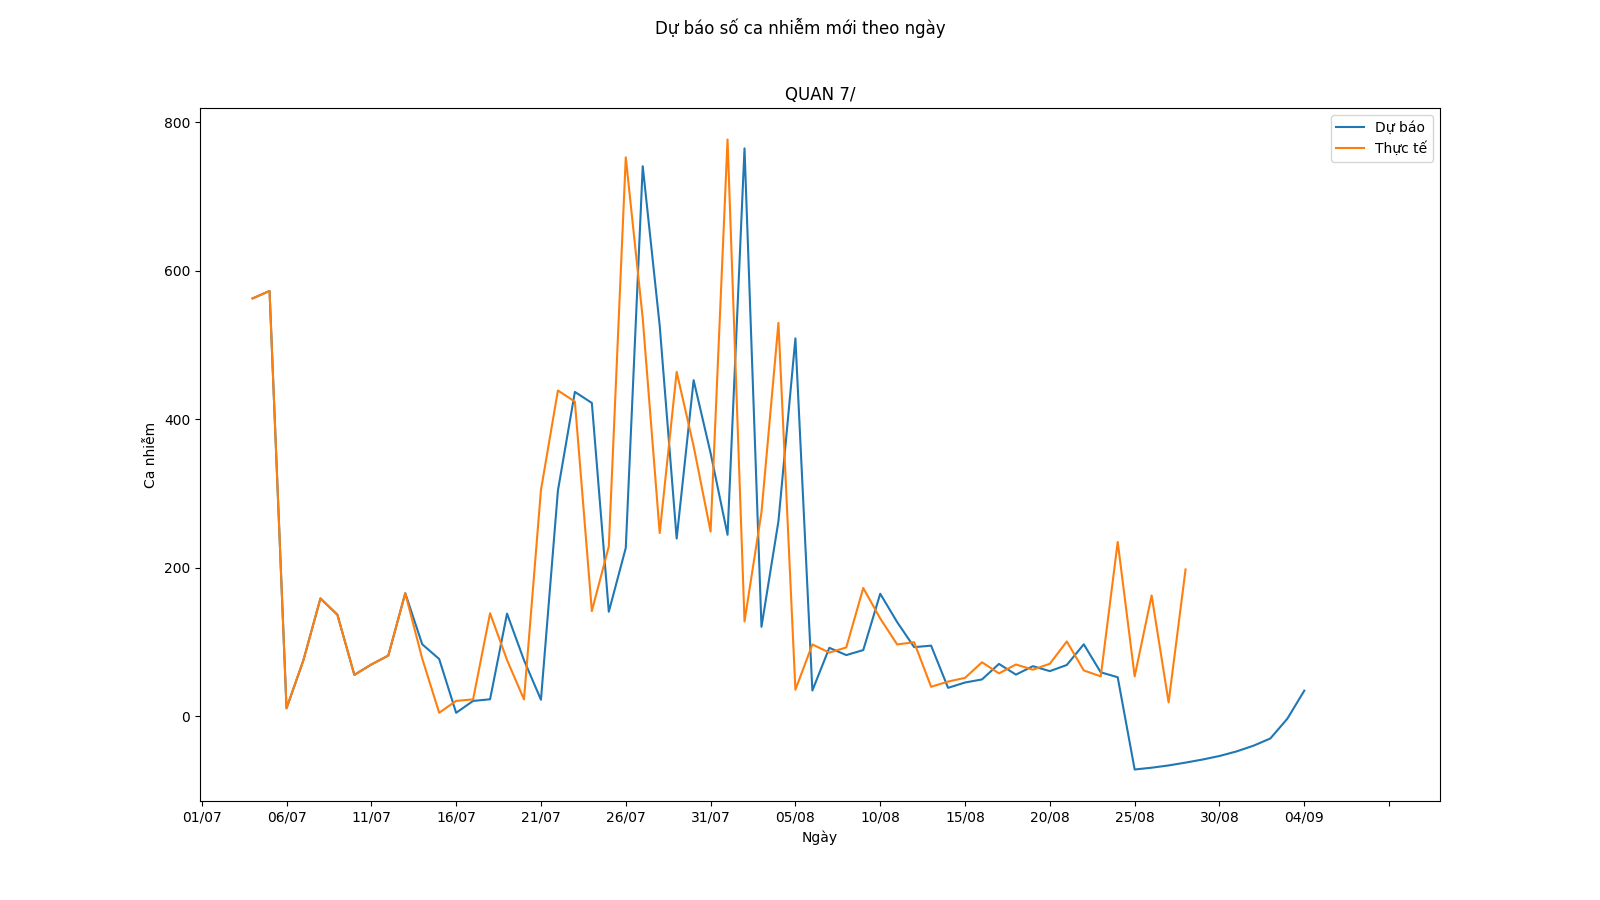 Dự báo số ca nhiễm mới theo ngày
QUAN 7/
Dự báo
Thực tế
800
600
400
200
0
Ca nhiễm
01/07 06/07 11/07 16/07 21/07 26/07 31/07 05/08 10/08 15/08 20/08 25/08 30/08 04/09
Ngày